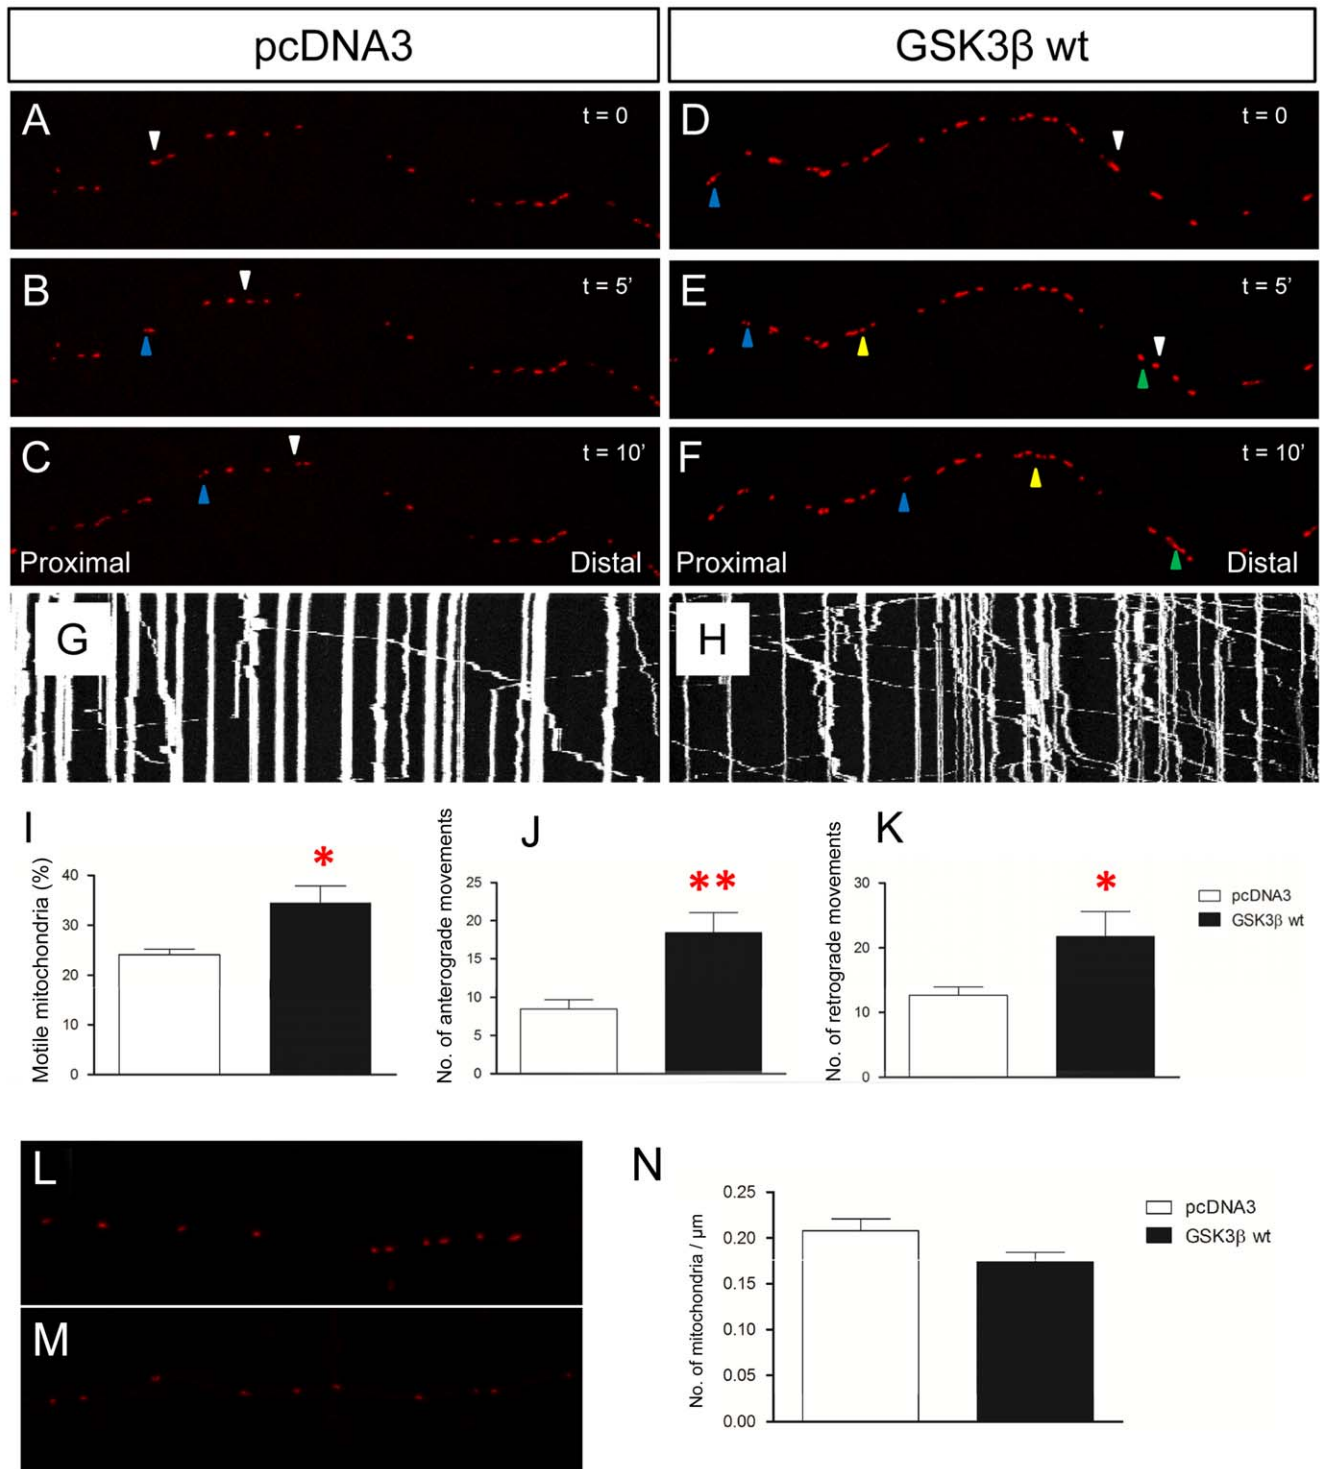 pcDNA3
GSK3β wt
A
t = 0
D
t = 0
B
t = 5'
E
t = 5'
C
t = 10'
Proximal
Distal
F
t = 10'
Proximal
Distal
G
H
I
Motile mitochondria (%)
40
30
20
10
0
*
J
No. of anterograde movements
25
20
15
10
5
0
**
K
No. of retrograde movements
30
20
10
0
*
pcDNA3
GSK3β wt
L
M
N
No. of mitochondria / μm
0.25
0.20
0.15
0.10
0.05
0.00
pcDNA3
GSK3β wt